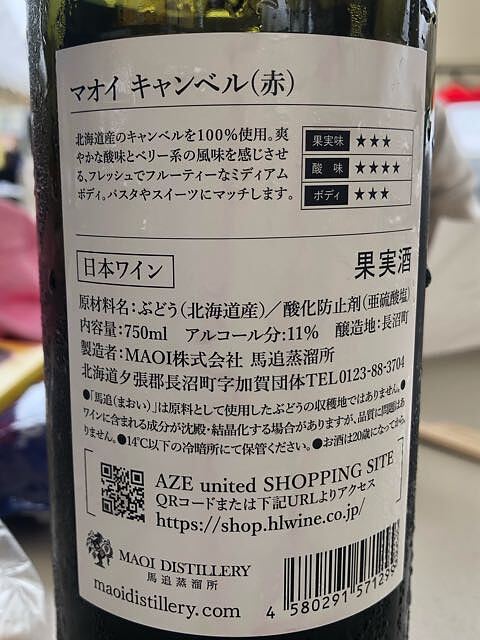 マオイ キャンベル(赤)
北海道産のキャンベルを100%使用。爽
やかな酸味とベリー系の風味を感じさせ
る、フレッシュでフルーティーなミディアム
ボディ。パスタやスイーツにマッチします。
果実味 ★★★
酸 味 ★★★★
ボディ ★★★
日本ワイン
果実酒
原材料名:ぶどう(北海道産)/酸化防止剤(亜硫酸塩)
内容量:750ml アルコール分:11% 醸造地:長沼町
製造者:MAOI株式会社 馬追蒸溜所
北海道夕張郡長沼町字加賀団体TEL0123-88-3704
●「馬追(まおい)」は原料として使用したぶどうの収穫地ではありません。●
ワインに含まれる成分が沈殿・結晶化する場合がありますが、品質に問題はあ
りません。●14℃以下の冷暗所にて保管ください。●お酒は20歳になってから。
AZE united SHOPPING SITE
QRコードまたは下記URLよりアクセス
https://shop.hlwine.co.jp/
MAOI DISTILLERY
馬追蒸溜所
maoidistillery.com
4 580291 57129